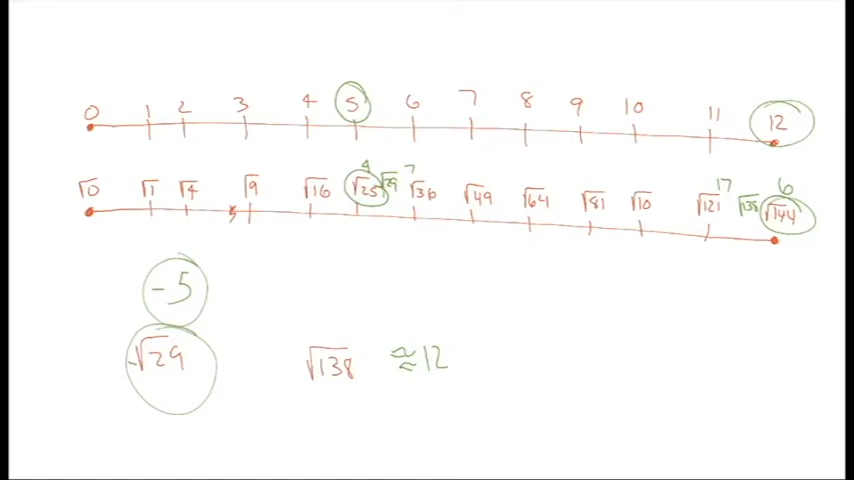 0 1 2 3 4 5 6 7 8 9 10 11 12
4 7 17 6
√0 √1 √4 √9 √16 √25 √29 √36 √49 √64 √81 √10 √121 √138 √144
-5
-√29 √138 ≈ 12